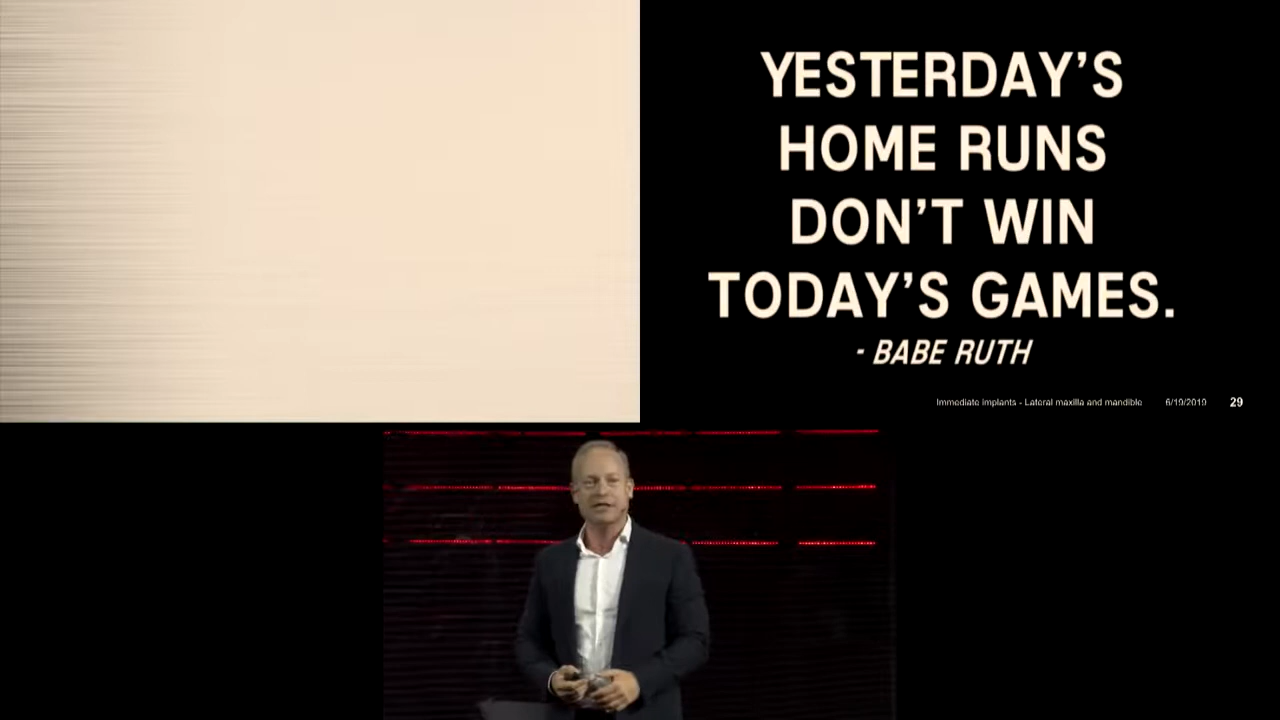 YESTERDAY’S
HOME RUNS
DON’T WIN
TODAY’S GAMES.
- BABE RUTH
Immediate implants - Lateral maxilla and mandible 6/19/2019 29